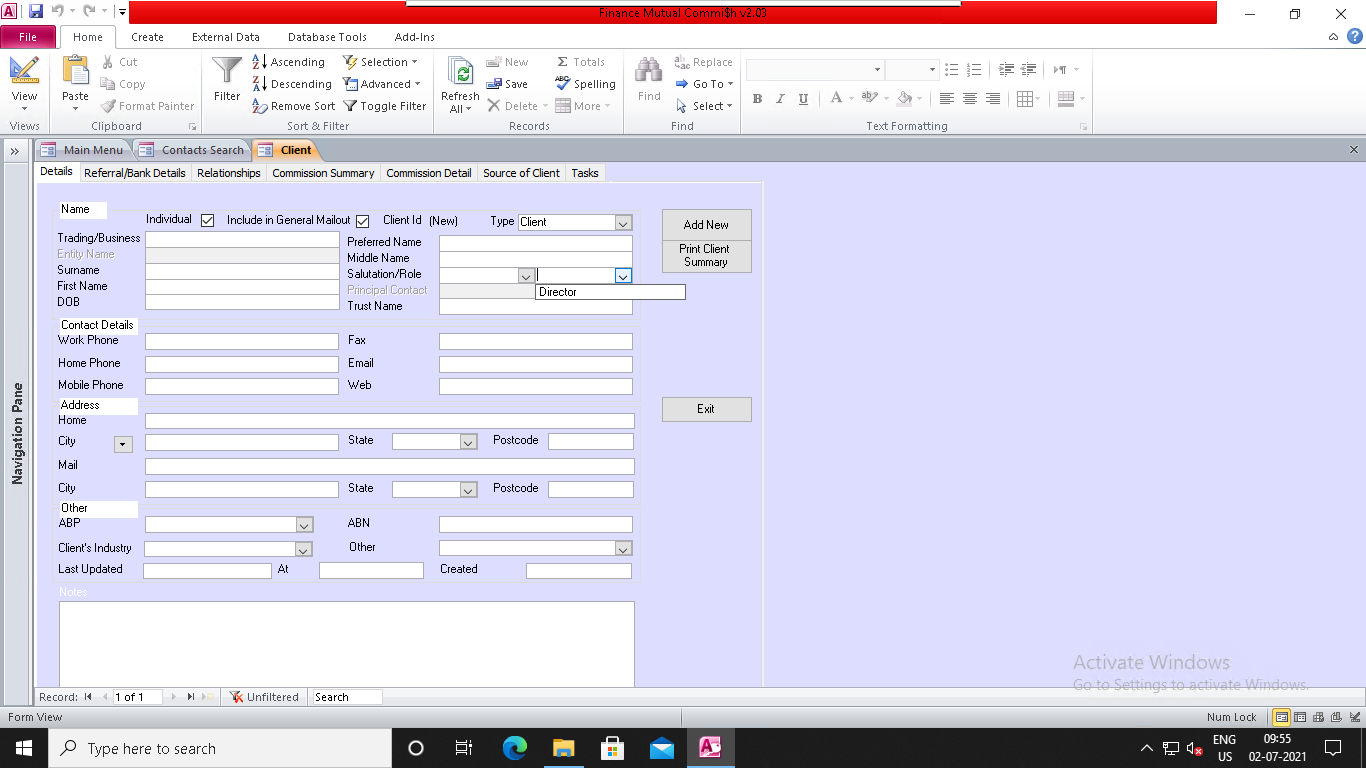 Finance Mutual Commi$h v2.03
File Home Create External Data Database Tools Add-Ins
View Paste Cut Copy Format Painter Filter Ascending Descending Remove Sort Selection Advanced Toggle Filter Refresh All New Save Delete Totals Spelling More Find Replace Go To Select B I U A ab
Views Clipboard Sort & Filter Records Find Text Formatting
Main Menu Contacts Search Client
Details Referral/Bank Details Relationships Commission Summary Commission Detail Source of Client Tasks
Navigation Pane
Name
Individual Include in General Mailout Client Id (New) Type Client
Add New
Trading/Business Preferred Name
Print Client
Summary
Entity Name Middle Name
Surname Salutation/Role
First Name Principal Contact Director
DOB Trust Name
Contact Details
Work Phone Fax
Home Phone Email
Mobile Phone Web
Address
Exit
Home
City State Postcode
Mail
City State Postcode
Other
ABP ABN
Client's Industry Other
Last Updated At Created
Notes
Activate Windows
Go to Settings to activate Windows.
Record: 1 of 1 Unfiltered Search
Form View Num Lock
Type here to search
ENG
US
09:55
02-07-2021